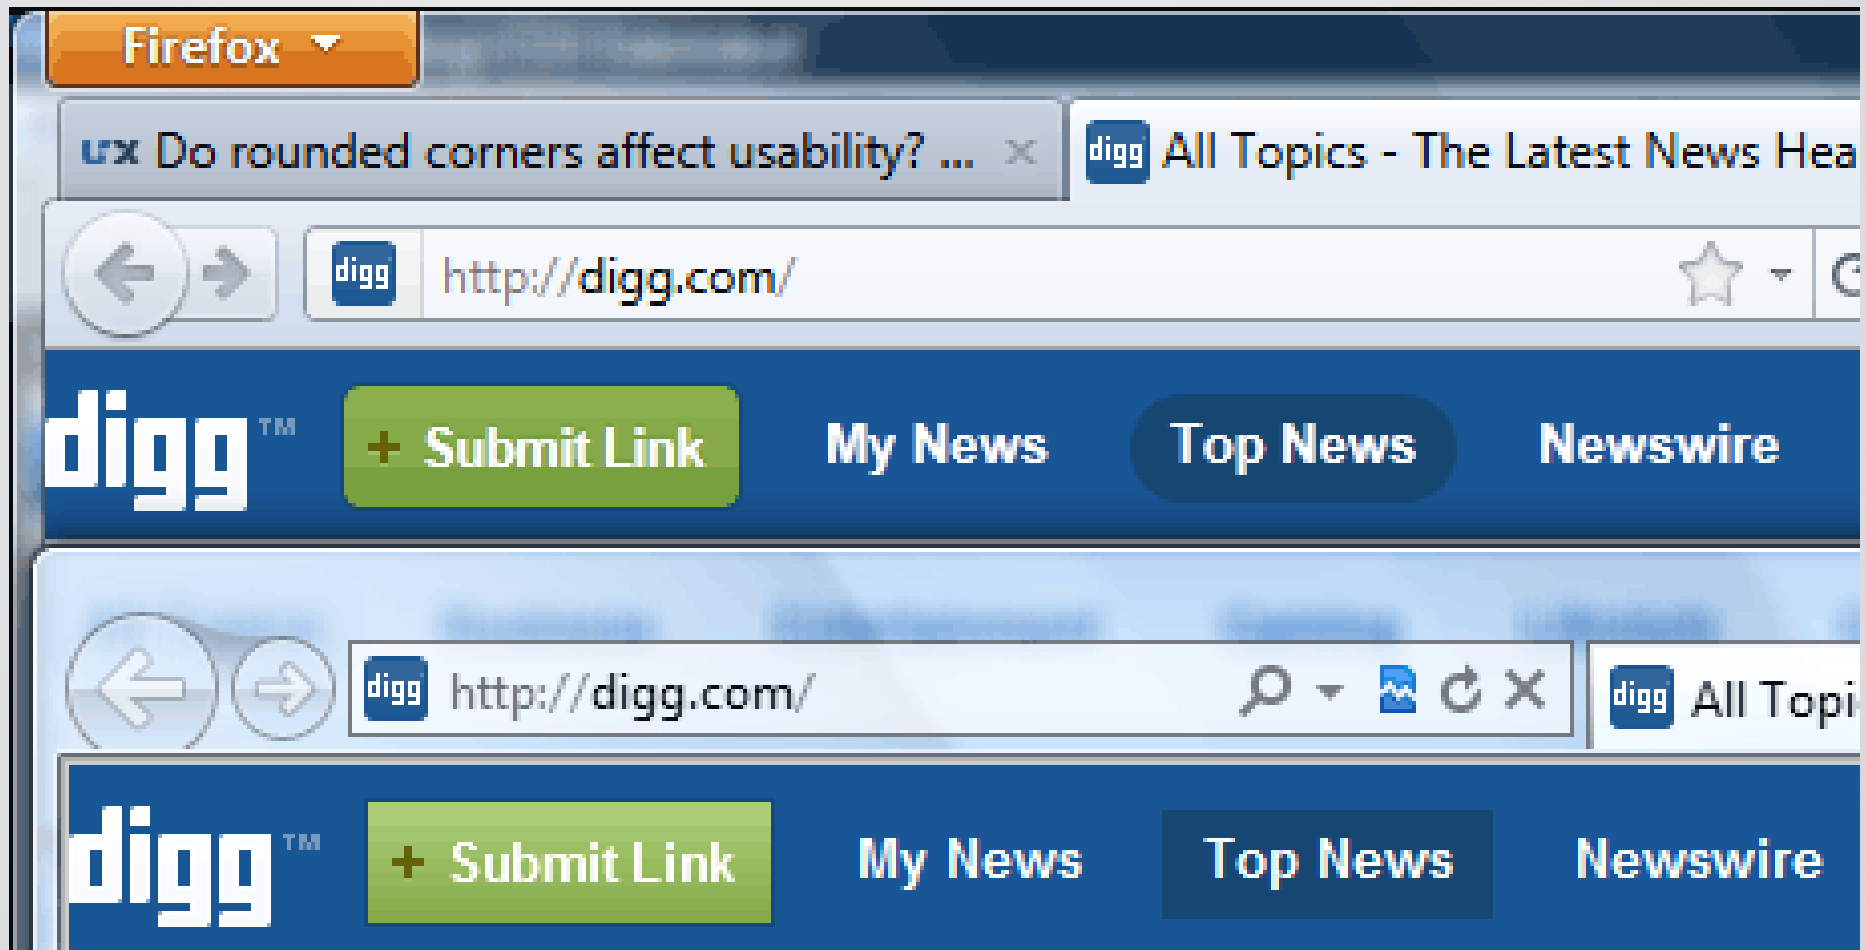 Firefox
ux Do rounded corners affect usability? ... × digg All Topics - The Latest News Hea
digg http://digg.com/
digg™ + Submit Link My News Top News Newswire
digg http://digg.com/ digg All Topi
digg™ + Submit Link My News Top News Newswire